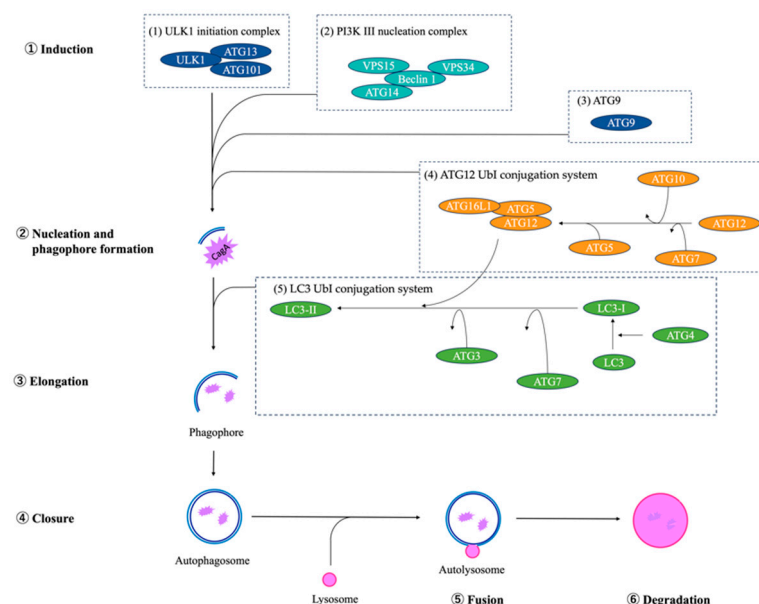 ① Induction
(1) ULK1 initiation complex
ULK1
ATG13
ATG101
(2) PI3K III nucleation complex
VPS15
VPS34
Beclin 1
ATG14
(3) ATG9
ATG9
(4) ATG12 UbI conjugation system
ATG10
ATG16L1
ATG5
ATG12
ATG12
ATG5
ATG7
② Nucleation and
phagophore formation
CagA
(5) LC3 UbI conjugation system
LC3-II
LC3-I
ATG4
ATG3
LC3
ATG7
③ Elongation
Phagophore
④ Closure
Autophagosome
Autolysosome
Lysosome
⑤ Fusion
⑥ Degradation